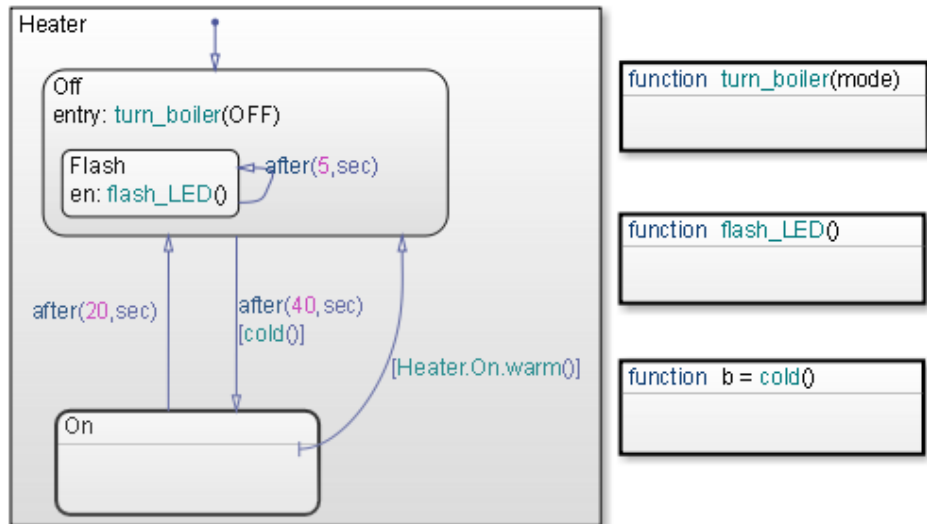 Heater
Off
entry: turn_boiler(OFF)
Flash
en: flash_LED()
after(5,sec)
after(20,sec)
after(40,sec)
[cold()]
[Heater.On.warm()]
On
function turn_boiler(mode)
function flash_LED()
function b = cold()